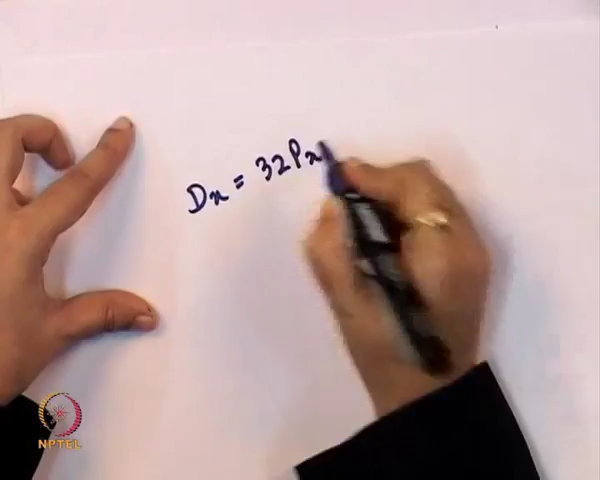 Dx = 32Px
NPTEL